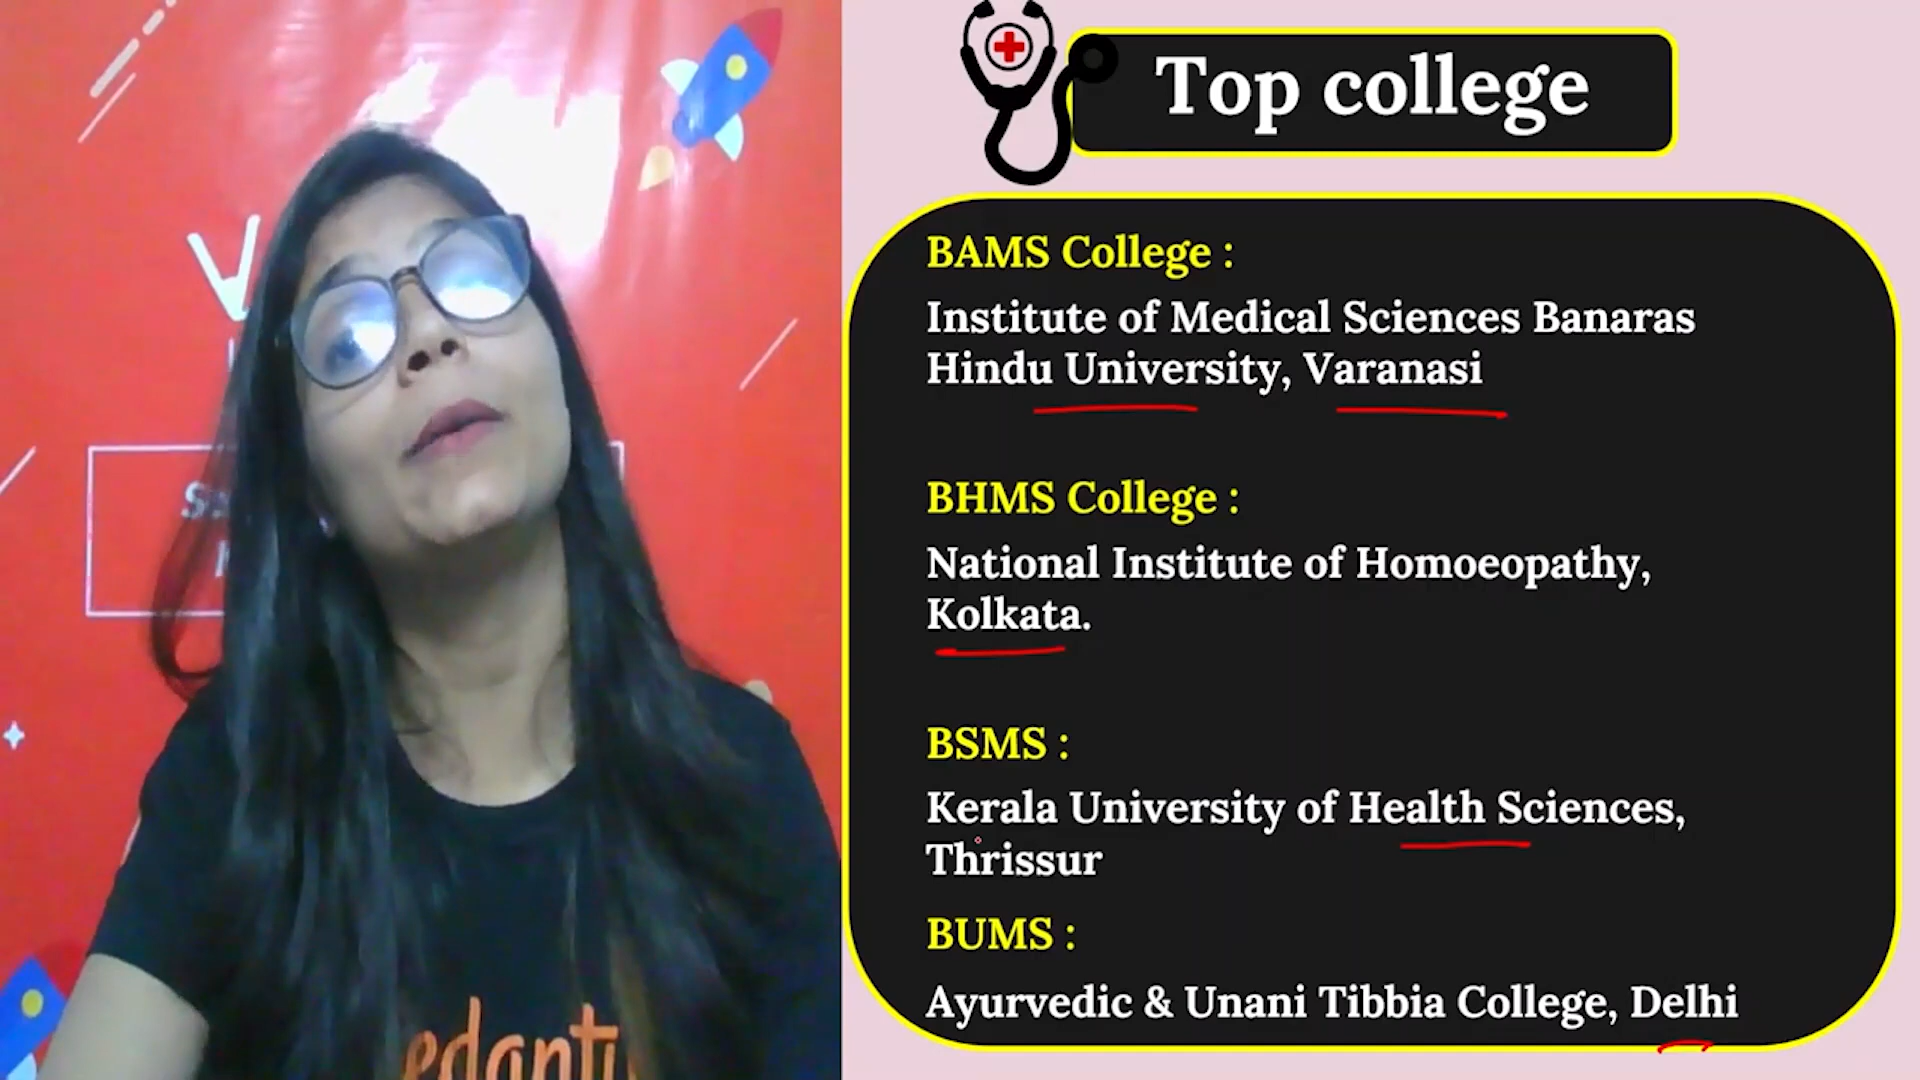 Top college
BAMS College :
Institute of Medical Sciences Banaras
Hindu University, Varanasi
BHMS College :
National Institute of Homoeopathy,
Kolkata.
BSMS :
Kerala University of Health Sciences,
Thrissur
BUMS :
Ayurvedic & Unani Tibbia College, Delhi
edantu